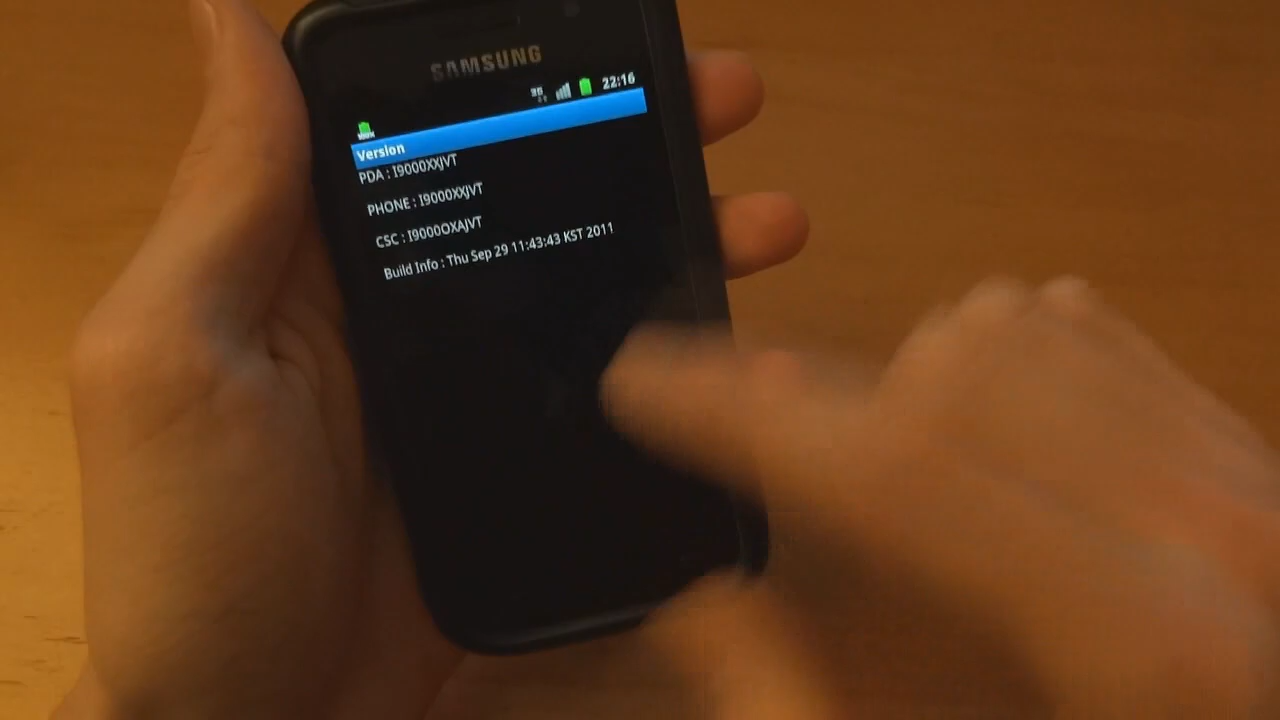 SAMSUNG
3G 22:16
100%
Version
PDA : I9000XXJVT
PHONE : I9000XXJVT
CSC : I9000OXAJVT
Build Info : Thu Sep 29 11:43:43 KST 2011